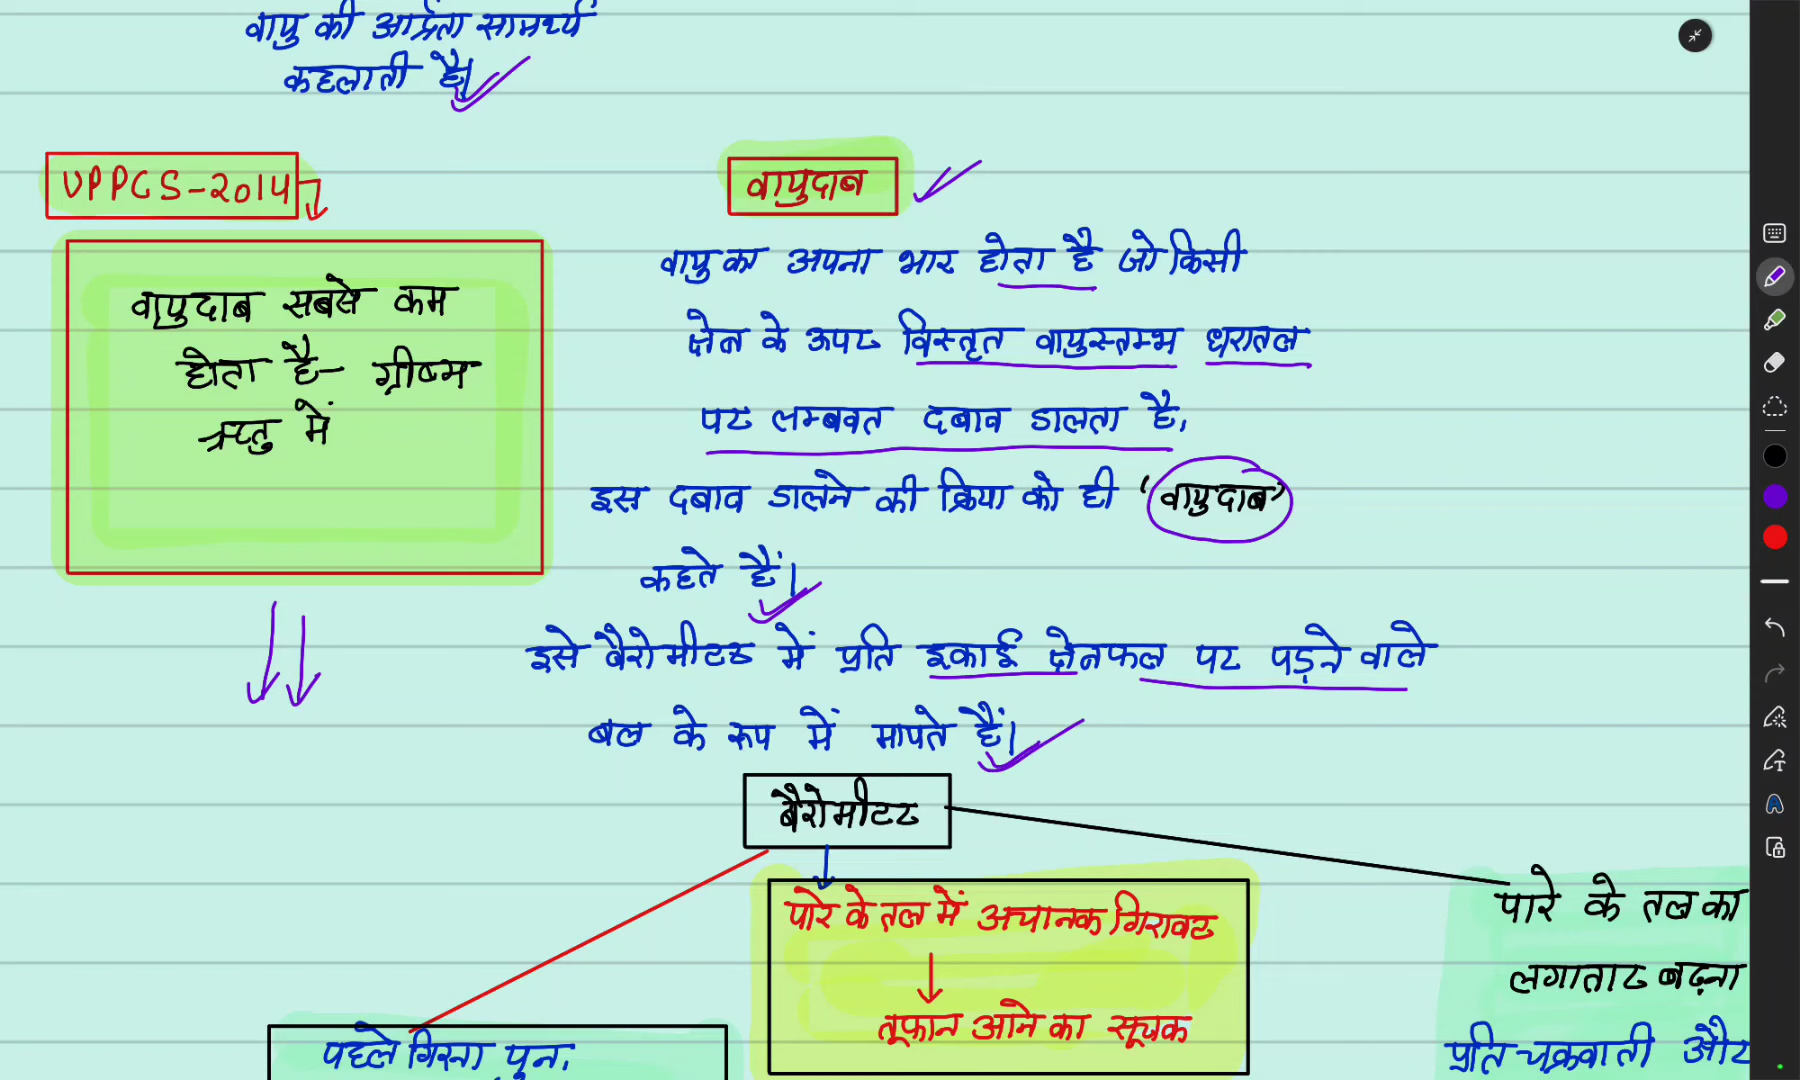 वायु की आर्द्रता सामर्थ्य
कहलाती है।
UPPCS-2014
वायुदाब सबसे कम
होता है- ग्रीष्म
ऋतु में
वायुदाब
वायु का अपना भार होता है जो किसी
क्षेत्र के ऊपर विस्तृत वायुस्तम्भ धरातल
पर लम्बवत दबाव डालता है,
इस दबाव डालने की क्रिया को ही 'वायुदाब'
कहते हैं।
इसे बैरोमीटर में प्रति इकाई क्षेत्रफल पर पड़ने वाले
बल के रूप में मापते हैं।
बैरोमीटर
पारे के तल में अचानक गिरावट
तूफान आने का सूचक
पारे के तल का
लगातार बढ़ना
प्रति-चक्रवाती और
पहले गिरना पुनः